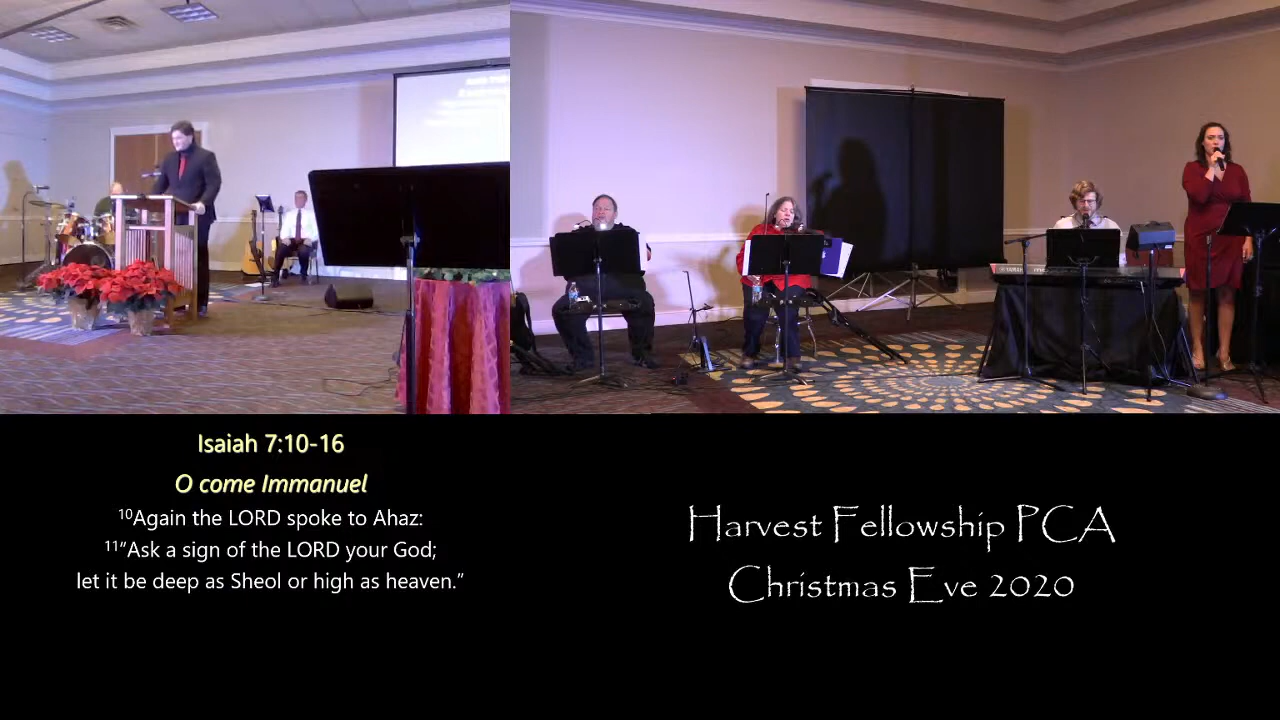 Isaiah 7:10-16
O come Immanuel
¹⁰Again the LORD spoke to Ahaz:
¹¹“Ask a sign of the LORD your God;
let it be deep as Sheol or high as heaven.”
Harvest Fellowship PCA
Christmas Eve 2020
YAMAHA